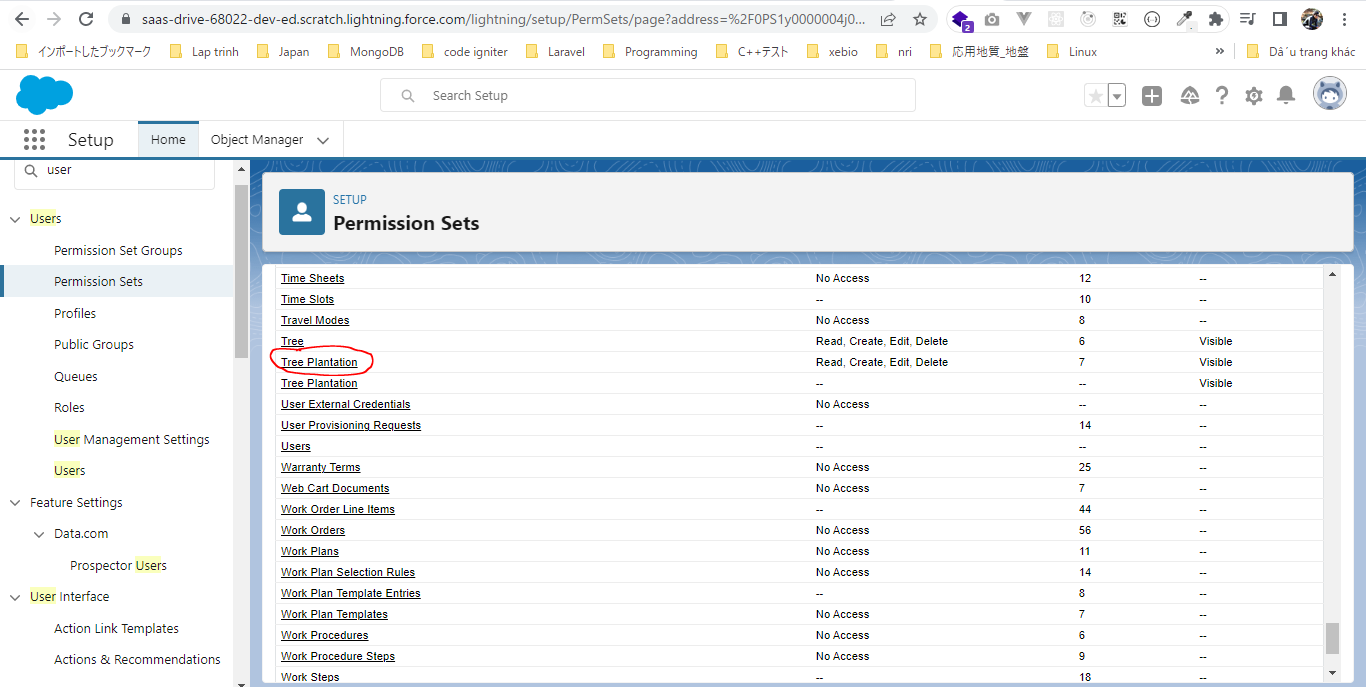 saas-drive-68022-dev-ed.scratch.lightning.force.com/lightning/setup/PermSets/page?address=%2F0PS1y0000004j0...
2
インポートしたブックマーク Lap trinh Japan MongoDB code igniter Laravel Programming C++テスト xebio nri 応用地質_地盤 Linux » Dấu trang khác
Search Setup
Setup Home Object Manager
user
Users
Permission Set Groups
Permission Sets
Profiles
Public Groups
Queues
Roles
User Management Settings
Users
Feature Settings
Data.com
Prospector Users
User Interface
Action Link Templates
Actions & Recommendations
SETUP
Permission Sets
Time Sheets No Access 12 --
Time Slots -- 10 --
Travel Modes No Access 8 --
Tree Read, Create, Edit, Delete 6 Visible
Tree Plantation Read, Create, Edit, Delete 7 Visible
Tree Plantation -- -- Visible
User External Credentials No Access -- --
User Provisioning Requests -- 14 --
Users -- -- --
Warranty Terms No Access 25 --
Web Cart Documents No Access 7 --
Work Order Line Items -- 44 --
Work Orders No Access 56 --
Work Plans No Access 11 --
Work Plan Selection Rules No Access 14 --
Work Plan Template Entries -- 8 --
Work Plan Templates No Access 7 --
Work Procedures No Access 6 --
Work Procedure Steps No Access 9 --
Work Steps -- 18 --